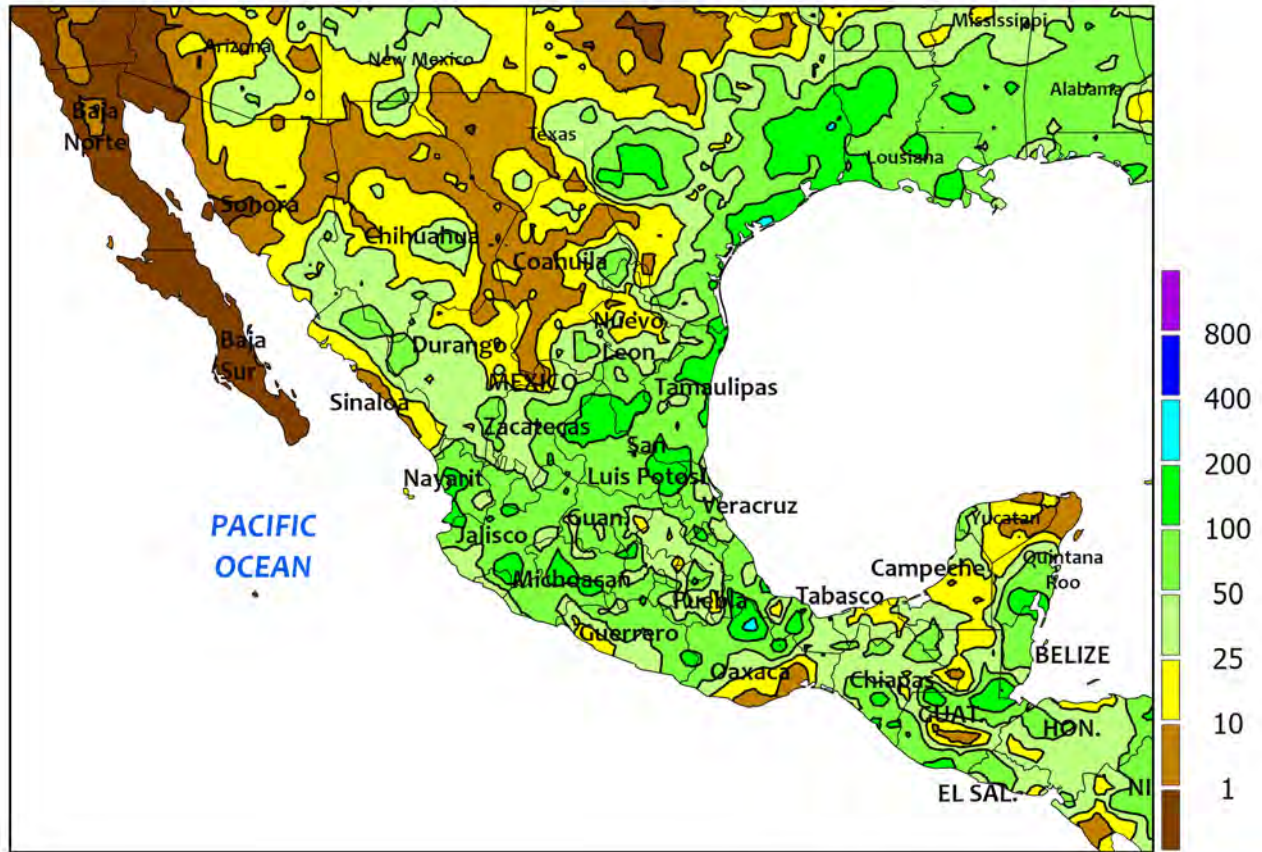 Mississippi
Arizona
New Mexico
Alabama
Baja
Norte
Texas
Lousiana
Sonora
Chihuahua
Coahuila
Nuevo
Leon
Baja
Sur
Durango
MEXICO
Tamaulipas
Sinaloa
Zacatecas
San
Luis Potosi
Nayarit
Veracruz
PACIFIC
OCEAN
Guan.
Jalisco
Yucatan
Quintana
Roo
Campeche
Michoasan
Puebla
Tabasco
Guerrero
BELIZE
Oaxaca
Chiapas
GUAT.
HON.
EL SAL.
NI
800
400
200
100
50
25
10
1